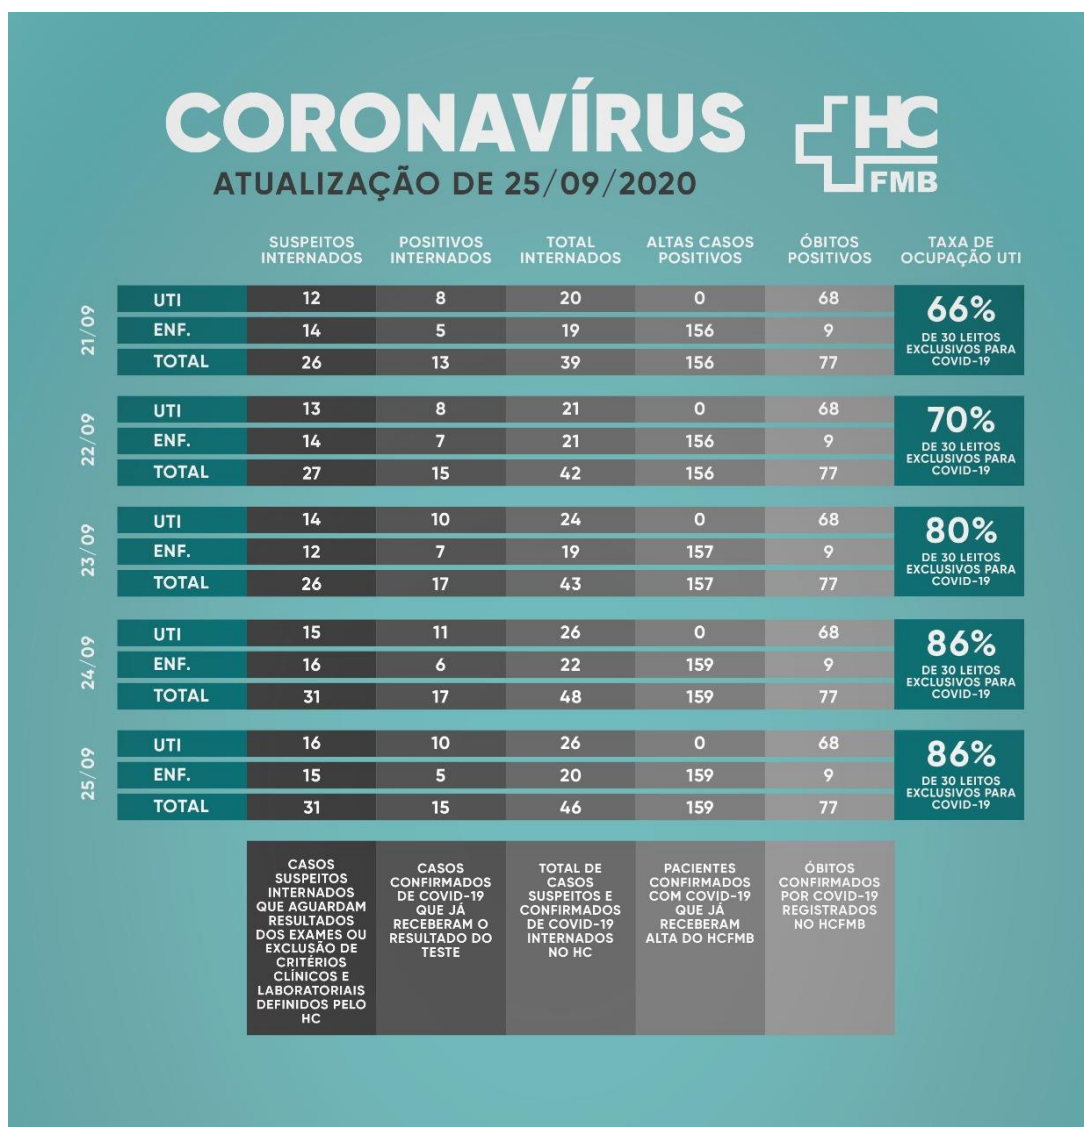 CORONAVÍRUS
ATUALIZAÇÃO DE 25/09/2020
HC
FMB
SUSPEITOS INTERNADOS POSITIVOS INTERNADOS TOTAL INTERNADOS ALTAS CASOS POSITIVOS ÓBITOS POSITIVOS TAXA DE OCUPAÇÃO UTI
21/09
UTI 12 8 20 0 68
ENF. 14 5 19 156 9
TOTAL 26 13 39 156 77
66%
DE 30 LEITOS
EXCLUSIVOS PARA
COVID-19
22/09
UTI 13 8 21 0 68
ENF. 14 7 21 156 9
TOTAL 27 15 42 156 77
70%
DE 30 LEITOS
EXCLUSIVOS PARA
COVID-19
23/09
UTI 14 10 24 0 68
ENF. 12 7 19 157 9
TOTAL 26 17 43 157 77
80%
DE 30 LEITOS
EXCLUSIVOS PARA
COVID-19
24/09
UTI 15 11 26 0 68
ENF. 16 6 22 159 9
TOTAL 31 17 48 159 77
86%
DE 30 LEITOS
EXCLUSIVOS PARA
COVID-19
25/09
UTI 16 10 26 0 68
ENF. 15 5 20 159 9
TOTAL 31 15 46 159 77
86%
DE 30 LEITOS
EXCLUSIVOS PARA
COVID-19
CASOS
SUSPEITOS
INTERNADOS
QUE AGUARDAM
RESULTADOS
DOS EXAMES OU
EXCLUSÃO DE
CRITÉRIOS
CLÍNICOS E
LABORATORIAIS
DEFINIDOS PELO
HC
CASOS
CONFIRMADOS
DE COVID-19
QUE JÁ
RECEBERAM O
RESULTADO DO
TESTE
TOTAL DE
CASOS
SUSPEITOS E
CONFIRMADOS
DE COVID-19
INTERNADOS
NO HC
PACIENTES
CONFIRMADOS
COM COVID-19
QUE JÁ
RECEBERAM
ALTA DO HCFMB
ÓBITOS
CONFIRMADOS
POR COVID-19
REGISTRADOS
NO HCFMB